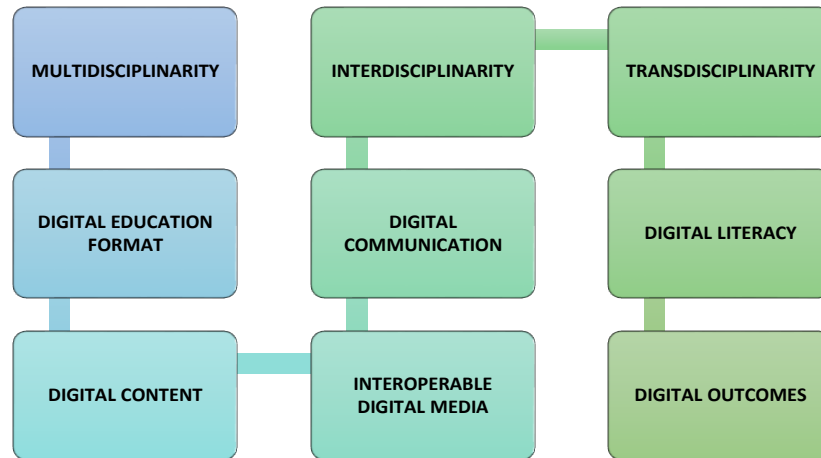 MULTIDISCIPLINARITY
DIGITAL EDUCATION
FORMAT
DIGITAL CONTENT
INTEROPERABLE
DIGITAL MEDIA
DIGITAL
COMMUNICATION
INTERDISCIPLINARITY
TRANSDISCIPLINARITY
DIGITAL LITERACY
DIGITAL OUTCOMES